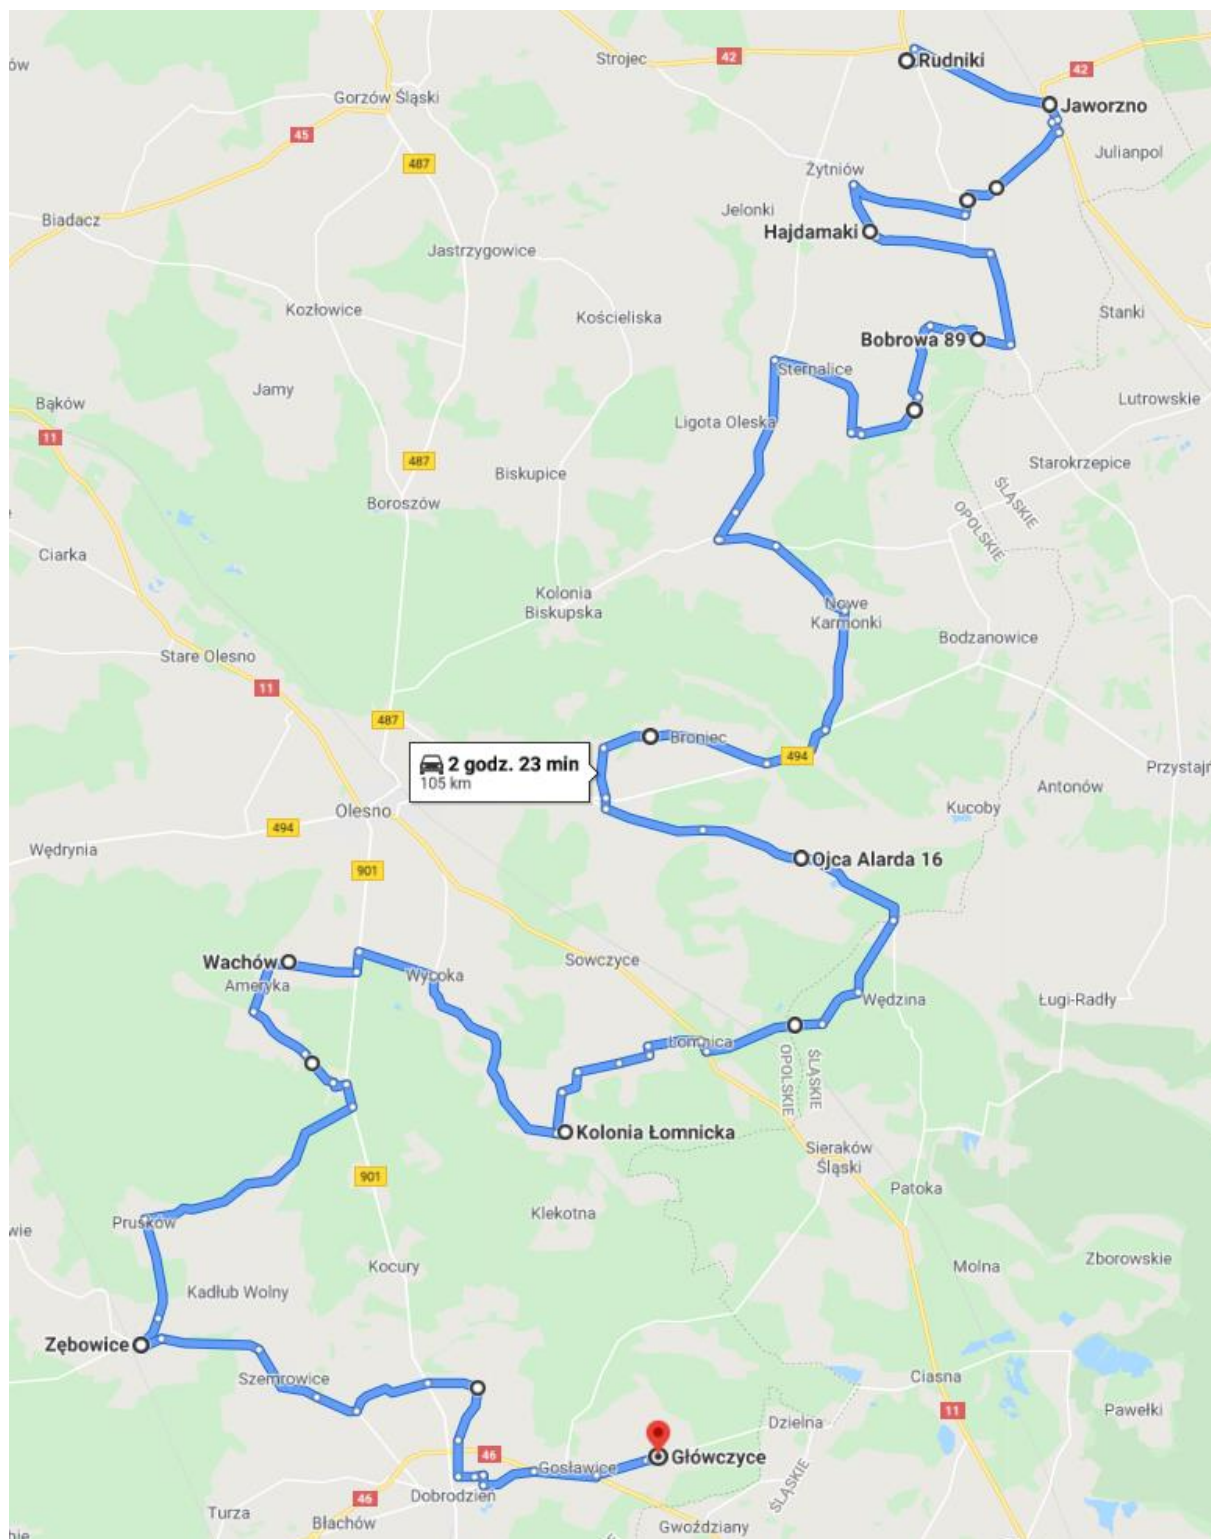 Strojec
42
Rudniki
ów
42
Gorzów Śląski
Jaworzno
45
487
Julianpol
Żytniów
Biadacz
Jelonki
Hajdamaki
Jastrzygowice
Kozłowice
Kościeliska
Stanki
Bobrowa 89
Sternalice
Jamy
Bąków
Lutrowskie
Ligota Oleska
11
487
Biskupice
Starokrzepice
Boroszów
ŚLĄSKIE
OPOLSKIE
Ciarka
Kolonia
Biskupska
Nowe
Karmonki
Bodzanowice
Stare Olesno
11
487
Broniec
494
2 godz. 23 min
105 km
Przystajń
Antonów
Kucoby
Olesno
494
Wędrynia
Ojca Alarda 16
901
Wachów
Sowczyce
Wysoka
Ameryka
Wędzina
Ługi-Radły
Łomnica
OPOLSKIE
ŚLĄSKIE
Kolonia Łomnicka
Sieraków
Śląski
901
Patoka
Klekotna
Prusków
wie
Kocury
Molna
Zborowskie
Kadłub Wolny
Zębowice
Szemrowice
Ciasna
11
Pawełki
Dzielna
46
Główczyce
Gosławice
ŚLĄSKIE
Dobrodzień
46
Turza
Błachów
Gwoździany
bie